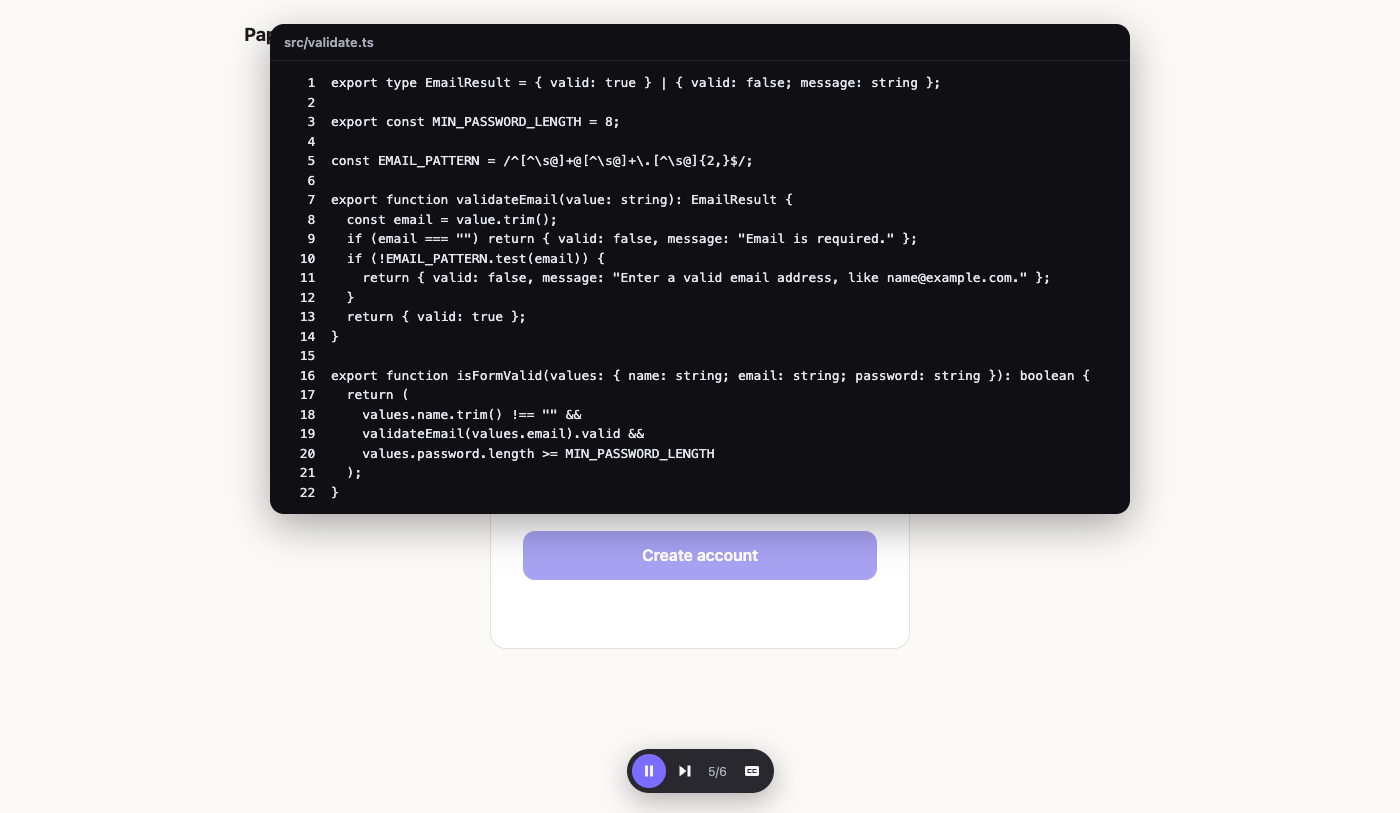 Pap
src/validate.ts
1 export type EmailResult = { valid: true } | { valid: false; message: string };
2
3 export const MIN_PASSWORD_LENGTH = 8;
4
5 const EMAIL_PATTERN = /^[^\s@]+@[^\s@]+\.[^\s@]{2,}$/;
6
7 export function validateEmail(value: string): EmailResult {
8   const email = value.trim();
9   if (email === "") return { valid: false, message: "Email is required." };
10   if (!EMAIL_PATTERN.test(email)) {
11     return { valid: false, message: "Enter a valid email address, like name@example.com." };
12   }
13   return { valid: true };
14 }
15
16 export function isFormValid(values: { name: string; email: string; password: string }): boolean {
17   return (
18     values.name.trim() !== "" &&
19     validateEmail(values.email).valid &&
20     values.password.length >= MIN_PASSWORD_LENGTH
21   );
22 }
Create account
5/6
CC